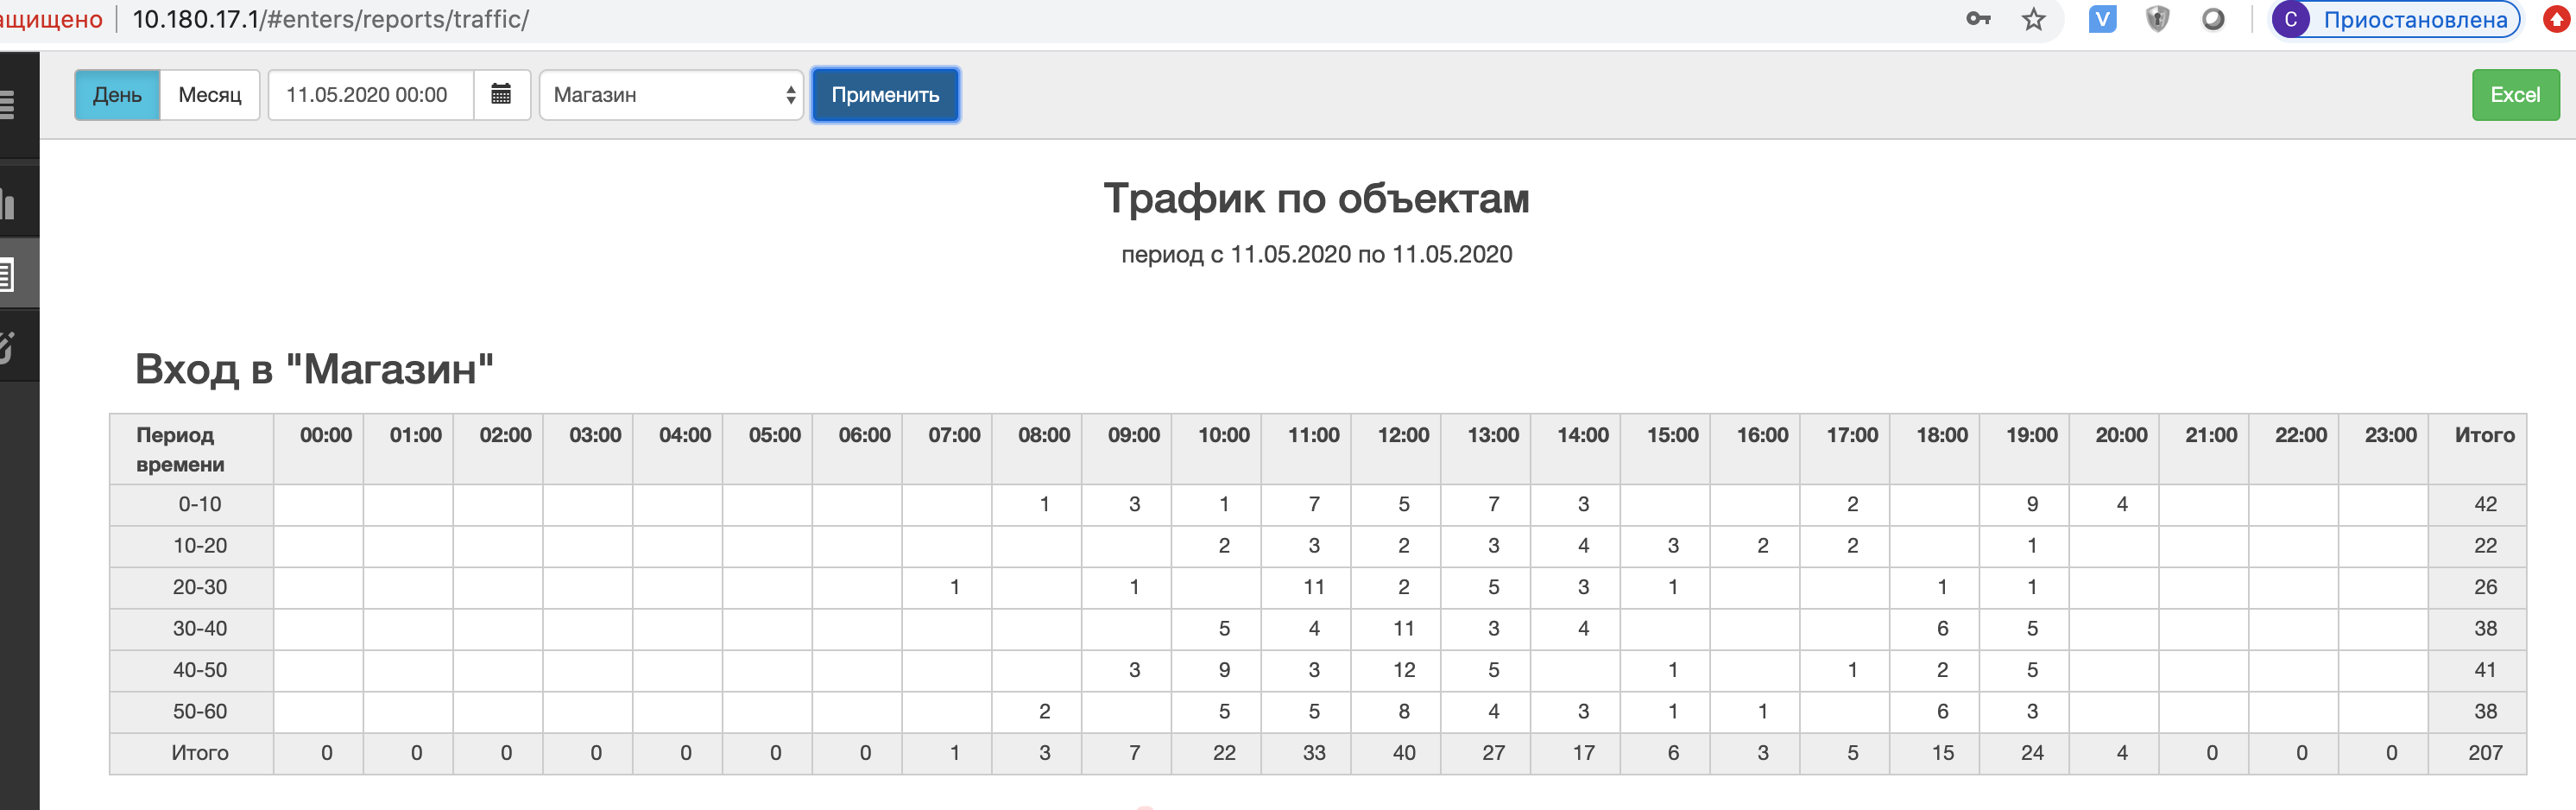 10.180.17.1/#enters/reports/traffic/ V C Приостановлена
День Месяц 11.05.2020 00:00 Магазин Применить Excel
Трафик по объектам
период с 11.05.2020 по 11.05.2020
Вход в "Магазин"
Период времени 00:00 01:00 02:00 03:00 04:00 05:00 06:00 07:00 08:00 09:00 10:00 11:00 12:00 13:00 14:00 15:00 16:00 17:00 18:00 19:00 20:00 21:00 22:00 23:00 Итого
0-10 1 3 1 7 5 7 3 2 9 4 42
10-20 2 3 2 3 4 3 2 2 1 22
20-30 1 1 11 2 5 3 1 1 1 26
30-40 5 4 11 3 4 6 5 38
40-50 3 9 3 12 5 1 1 2 5 41
50-60 2 5 5 8 4 3 1 1 6 3 38
Итого 0 0 0 0 0 0 0 1 3 7 22 33 40 27 17 6 3 5 15 24 4 0 0 0 207